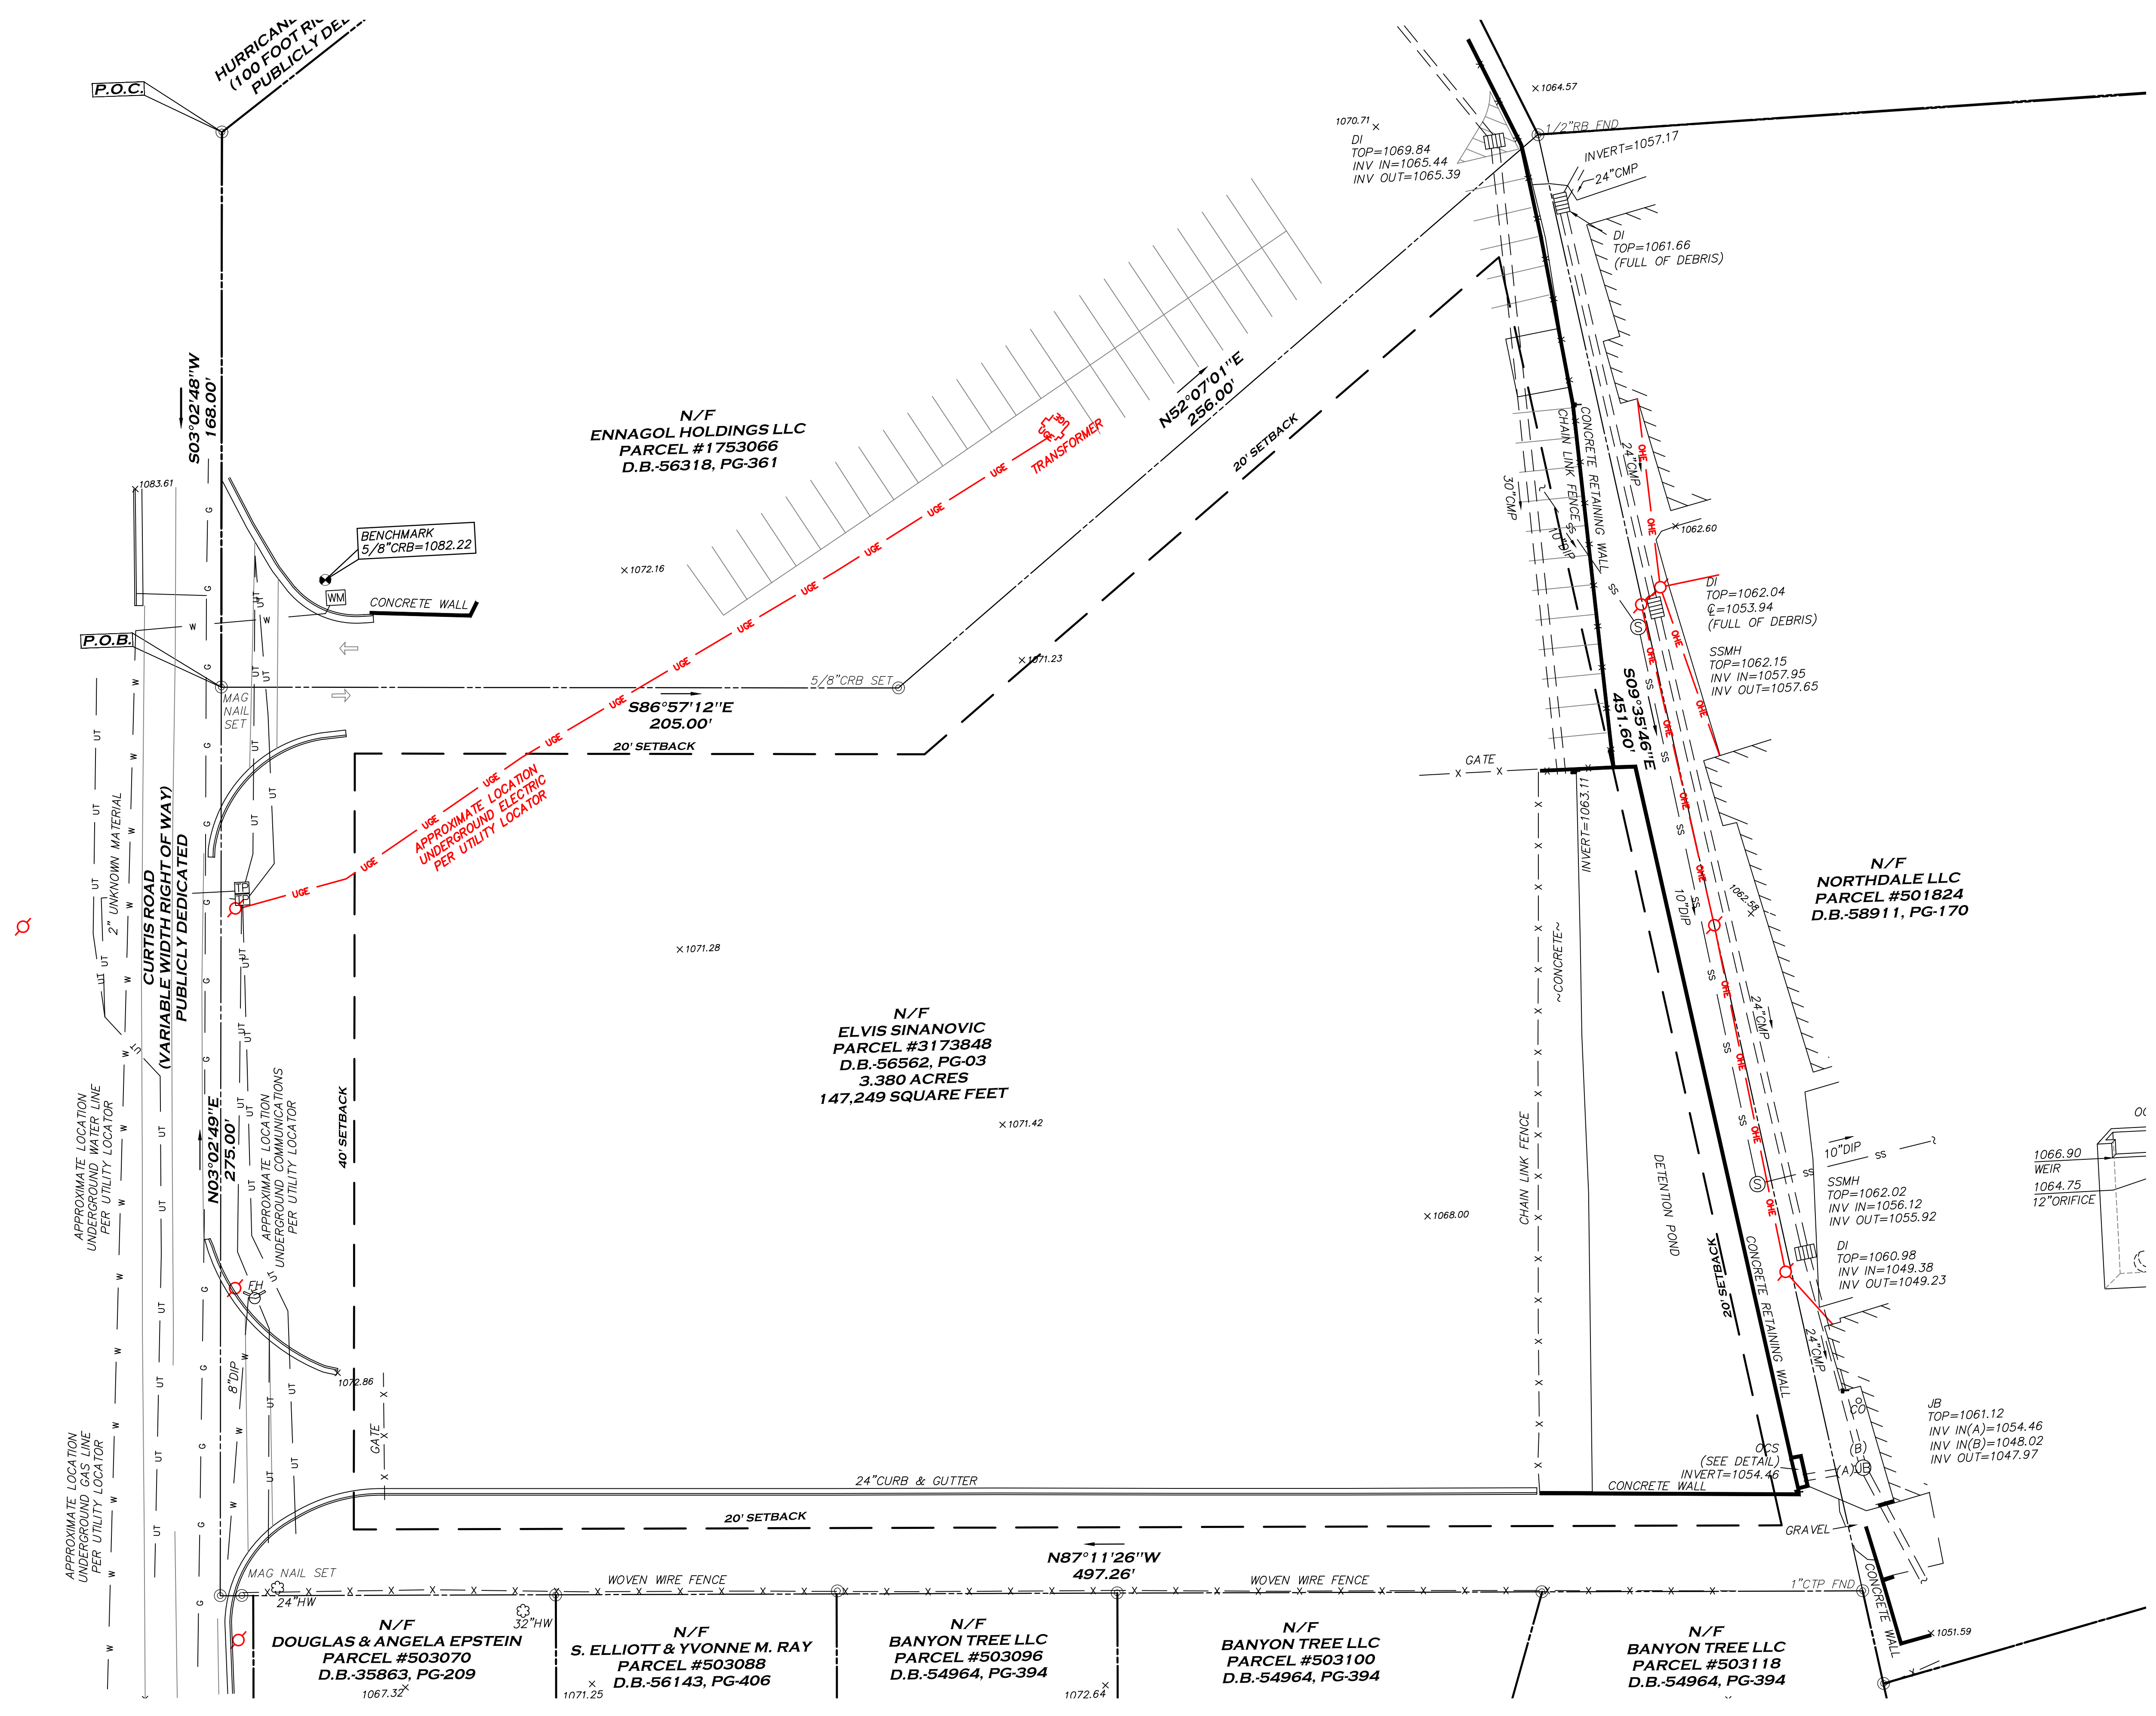 HURRICANE
(100 FOOT RIG
PUBLICLY DED
P.O.C.
S03°02'48"W
168.00'
×1083.61
BENCHMARK
5/8"CRB=1082.22
WM
CONCRETE WALL
P.O.B.
MAG
NAIL
SET
N/F
ENNAGOL HOLDINGS LLC
PARCEL #1753066
D.B.-56318, PG-361
×1072.16
TRANSFORMER
N52°07'01"E
256.00'
20' SETBACK
×1071.23
5/8"CRB SET
S86°57'12"E
205.00'
20' SETBACK
APPROXIMATE LOCATION
UNDERGROUND ELECTRIC
PER UTILITY LOCATOR
×1064.57
1070.71 ×
DI
TOP=1069.84
INV IN=1065.44
INV OUT=1065.39
1/2"RB FND
INVERT=1057.17
24"CMP
DI
TOP=1061.66
(FULL OF DEBRIS)
CONCRETE RETAINING WALL
CHAIN LINK FENCE
24"CMP
30"CMP
10"DIP
×1062.60
DI
TOP=1062.04
℄=1053.94
(FULL OF DEBRIS)
SSMH
TOP=1062.15
INV IN=1057.95
INV OUT=1057.65
S09°35'46"E
451.60'
GATE
INVERT=1063.11
10"DIP
1062.58
N/F
NORTHDALE LLC
PARCEL #501824
D.B.-58911, PG-170
2" UNKNOWN MATERIAL
CURTIS ROAD
(VARIABLE WIDTH RIGHT OF WAY)
PUBLICLY DEDICATED
TP
×1071.28
~CONCRETE~
24"CMP
N/F
ELVIS SINANOVIC
PARCEL #3173848
D.B.-56562, PG-03
3.380 ACRES
147,249 SQUARE FEET
×1071.42
N03°02'49"E
275.00'
APPROXIMATE LOCATION
UNDERGROUND WATER LINE
PER UTILITY LOCATOR
APPROXIMATE LOCATION
UNDERGROUND COMMUNICATIONS
PER UTILITY LOCATOR
40' SETBACK
CHAIN LINK FENCE
×1068.00
DETENTION POND
20' SETBACK
CONCRETE RETAINING WALL
10"DIP
SSMH
TOP=1062.02
INV IN=1056.12
INV OUT=1055.92
DI
TOP=1060.98
INV IN=1049.38
INV OUT=1049.23
OC
1066.90
WEIR
1064.75
12"ORIFICE
FH
8"DIP
1072.86
GATE
24"CMP
CO
JB
TOP=1061.12
INV IN(A)=1054.46
INV IN(B)=1048.02
INV OUT=1047.97
(B)
(A)
JB
OCS
(SEE DETAIL)
INVERT=1054.46
CONCRETE WALL
APPROXIMATE LOCATION
UNDERGROUND GAS LINE
PER UTILITY LOCATOR
24"CURB & GUTTER
20' SETBACK
GRAVEL
N87°11'26"W
497.26'
MAG NAIL SET
24"HW
32"HW
WOVEN WIRE FENCE
WOVEN WIRE FENCE
1"CTP FND
CONCRETE WALL
×1051.59
N/F
DOUGLAS & ANGELA EPSTEIN
PARCEL #503070
D.B.-35863, PG-209
1067.32×
N/F
S. ELLIOTT & YVONNE M. RAY
PARCEL #503088
D.B.-56143, PG-406
1071.25
N/F
BANYON TREE LLC
PARCEL #503096
D.B.-54964, PG-394
1072.64
N/F
BANYON TREE LLC
PARCEL #503100
D.B.-54964, PG-394
N/F
BANYON TREE LLC
PARCEL #503118
D.B.-54964, PG-394